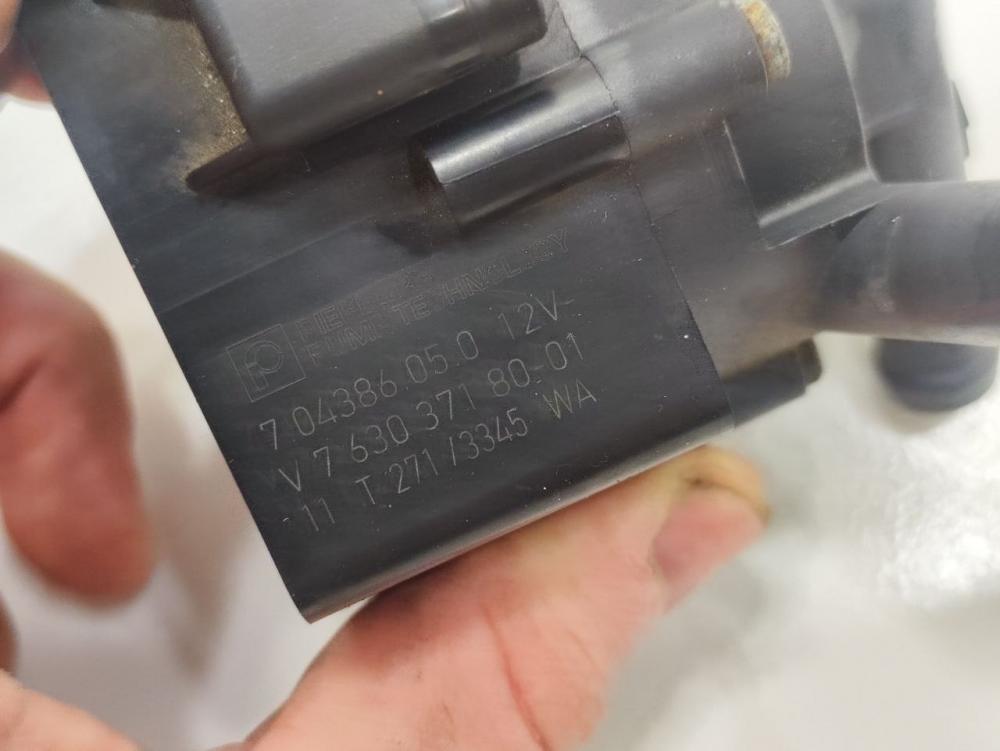 PIERBURG
PUMP TECHNOLOGY
7.04386.05.0 12V
V 7 630 371 80-01
11 T 271 /3345 WA